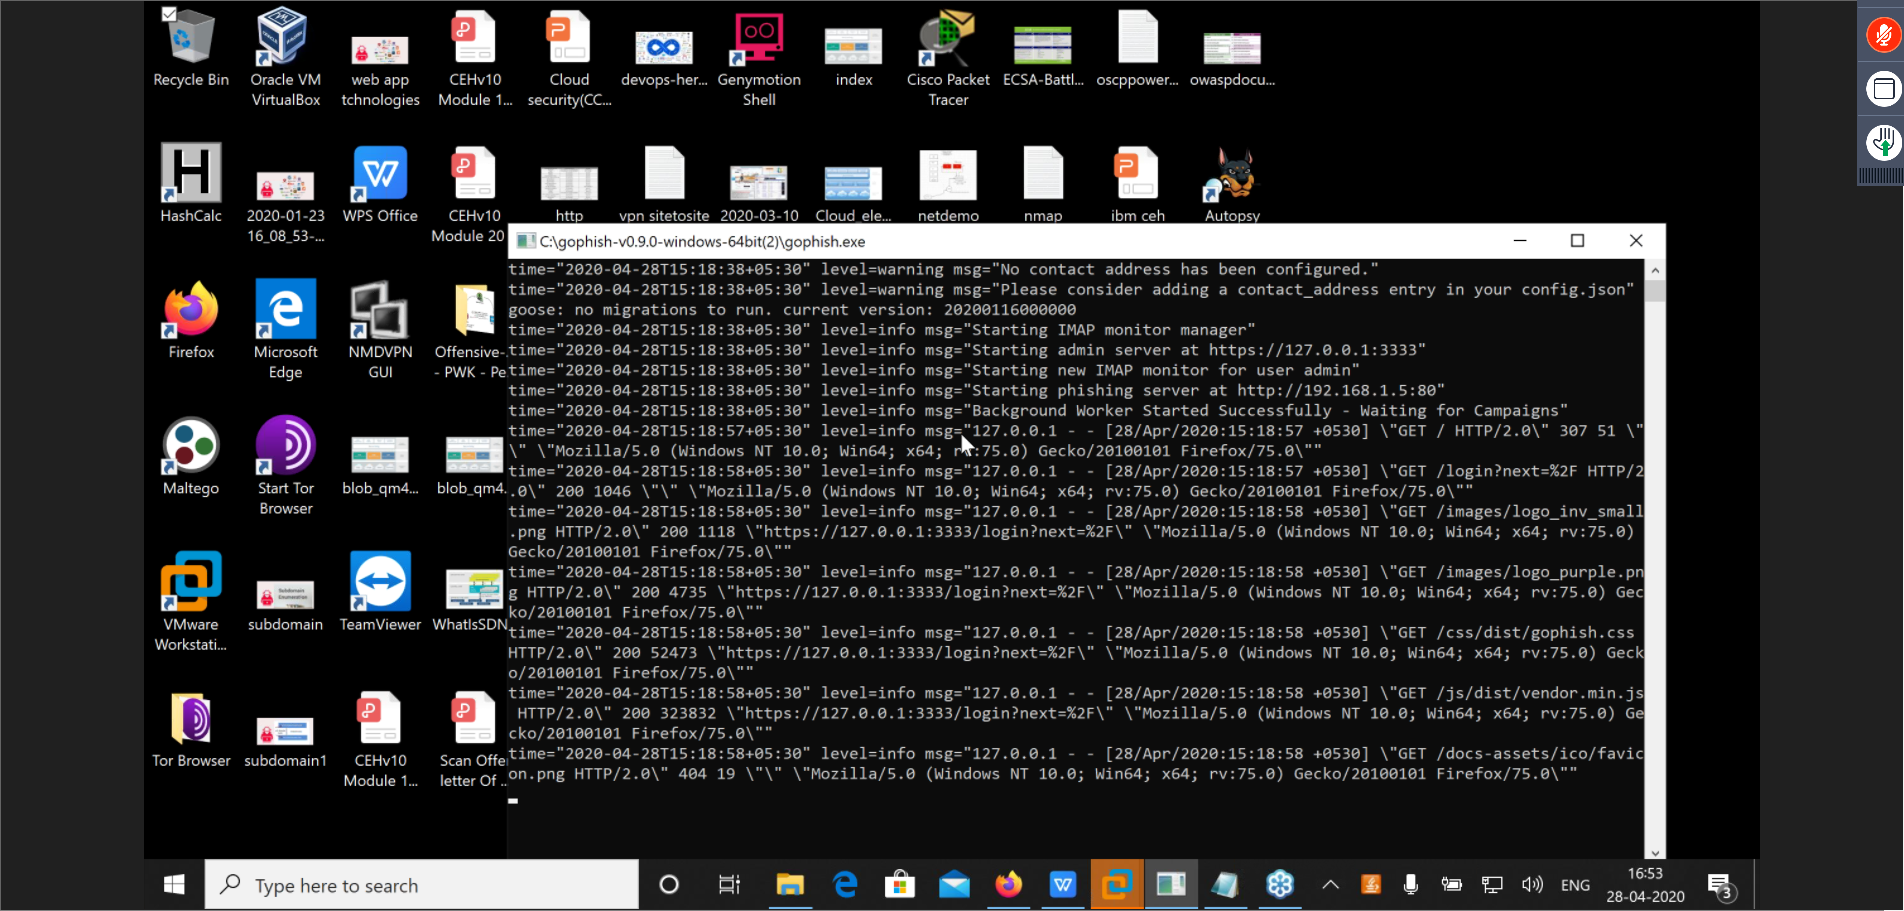 Recycle Bin
Oracle VM
VirtualBox
web app
tchnologies
CEHv10
Module 1...
Cloud
security(CC...
devops-her...
Genymotion
Shell
index
Cisco Packet
Tracer
ECSA-Battl...
oscppower...
owaspdocu...
HashCalc
2020-01-23
16_08_53-...
WPS Office
CEHv10
Module 20
http
vpn sitetosite
2020-03-10
Cloud_ele...
netdemo
nmap
ibm ceh
Autopsy
Firefox
Microsoft
Edge
NMDVPN
GUI
Offensive-
- PWK - Pe
Maltego
Start Tor
Browser
blob_qm4...
blob_qm4.
VMware
Workstati...
subdomain
TeamViewer
WhatIsSDN
Tor Browser
subdomain1
CEHv10
Module 1...
Scan Offe
letter Of ..
C:\gophish-v0.9.0-windows-64bit(2)\gophish.exe
time="2020-04-28T15:18:38+05:30" level=warning msg="No contact address has been configured."
time="2020-04-28T15:18:38+05:30" level=warning msg="Please consider adding a contact_address entry in your config.json"
goose: no migrations to run. current version: 20200116000000
time="2020-04-28T15:18:38+05:30" level=info msg="Starting IMAP monitor manager"
time="2020-04-28T15:18:38+05:30" level=info msg="Starting admin server at https://127.0.0.1:3333"
time="2020-04-28T15:18:38+05:30" level=info msg="Starting new IMAP monitor for user admin"
time="2020-04-28T15:18:38+05:30" level=info msg="Starting phishing server at http://192.168.1.5:80"
time="2020-04-28T15:18:38+05:30" level=info msg="Background Worker Started Successfully - Waiting for Campaigns"
time="2020-04-28T15:18:57+05:30" level=info msg="127.0.0.1 - - [28/Apr/2020:15:18:57 +0530] \"GET / HTTP/2.0\" 307 51 \"
\" \"Mozilla/5.0 (Windows NT 10.0; Win64; x64; rv:75.0) Gecko/20100101 Firefox/75.0\""
time="2020-04-28T15:18:57+05:30" level=info msg="127.0.0.1 - - [28/Apr/2020:15:18:57 +0530] \"GET /login?next=%2F HTTP/2
.0\" 200 1046 \"\" \"Mozilla/5.0 (Windows NT 10.0; Win64; x64; rv:75.0) Gecko/20100101 Firefox/75.0\""
time="2020-04-28T15:18:58+05:30" level=info msg="127.0.0.1 - - [28/Apr/2020:15:18:58 +0530] \"GET /images/logo_inv_small
.png HTTP/2.0\" 200 1118 \"https://127.0.0.1:3333/login?next=%2F\" \"Mozilla/5.0 (Windows NT 10.0; Win64; x64; rv:75.0)
Gecko/20100101 Firefox/75.0\""
time="2020-04-28T15:18:58+05:30" level=info msg="127.0.0.1 - - [28/Apr/2020:15:18:58 +0530] \"GET /images/logo_purple.pn
g HTTP/2.0\" 200 4735 \"https://127.0.0.1:3333/login?next=%2F\" \"Mozilla/5.0 (Windows NT 10.0; Win64; x64; rv:75.0) Gec
ko/20100101 Firefox/75.0\""
time="2020-04-28T15:18:58+05:30" level=info msg="127.0.0.1 - - [28/Apr/2020:15:18:58 +0530] \"GET /css/dist/gophish.css
HTTP/2.0\" 200 52473 \"https://127.0.0.1:3333/login?next=%2F\" \"Mozilla/5.0 (Windows NT 10.0; Win64; x64; rv:75.0) Geck
o/20100101 Firefox/75.0\""
time="2020-04-28T15:18:58+05:30" level=info msg="127.0.0.1 - - [28/Apr/2020:15:18:58 +0530] \"GET /js/dist/vendor.min.js
HTTP/2.0\" 200 323832 \"https://127.0.0.1:3333/login?next=%2F\" \"Mozilla/5.0 (Windows NT 10.0; Win64; x64; rv:75.0) Ge
cko/20100101 Firefox/75.0\""
time="2020-04-28T15:18:58+05:30" level=info msg="127.0.0.1 - - [28/Apr/2020:15:18:58 +0530] \"GET /docs-assets/ico/favic
on.png HTTP/2.0\" 404 19 \"\" \"Mozilla/5.0 (Windows NT 10.0; Win64; x64; rv:75.0) Gecko/20100101 Firefox/75.0\""
Type here to search
ENG
16:53
28-04-2020
3